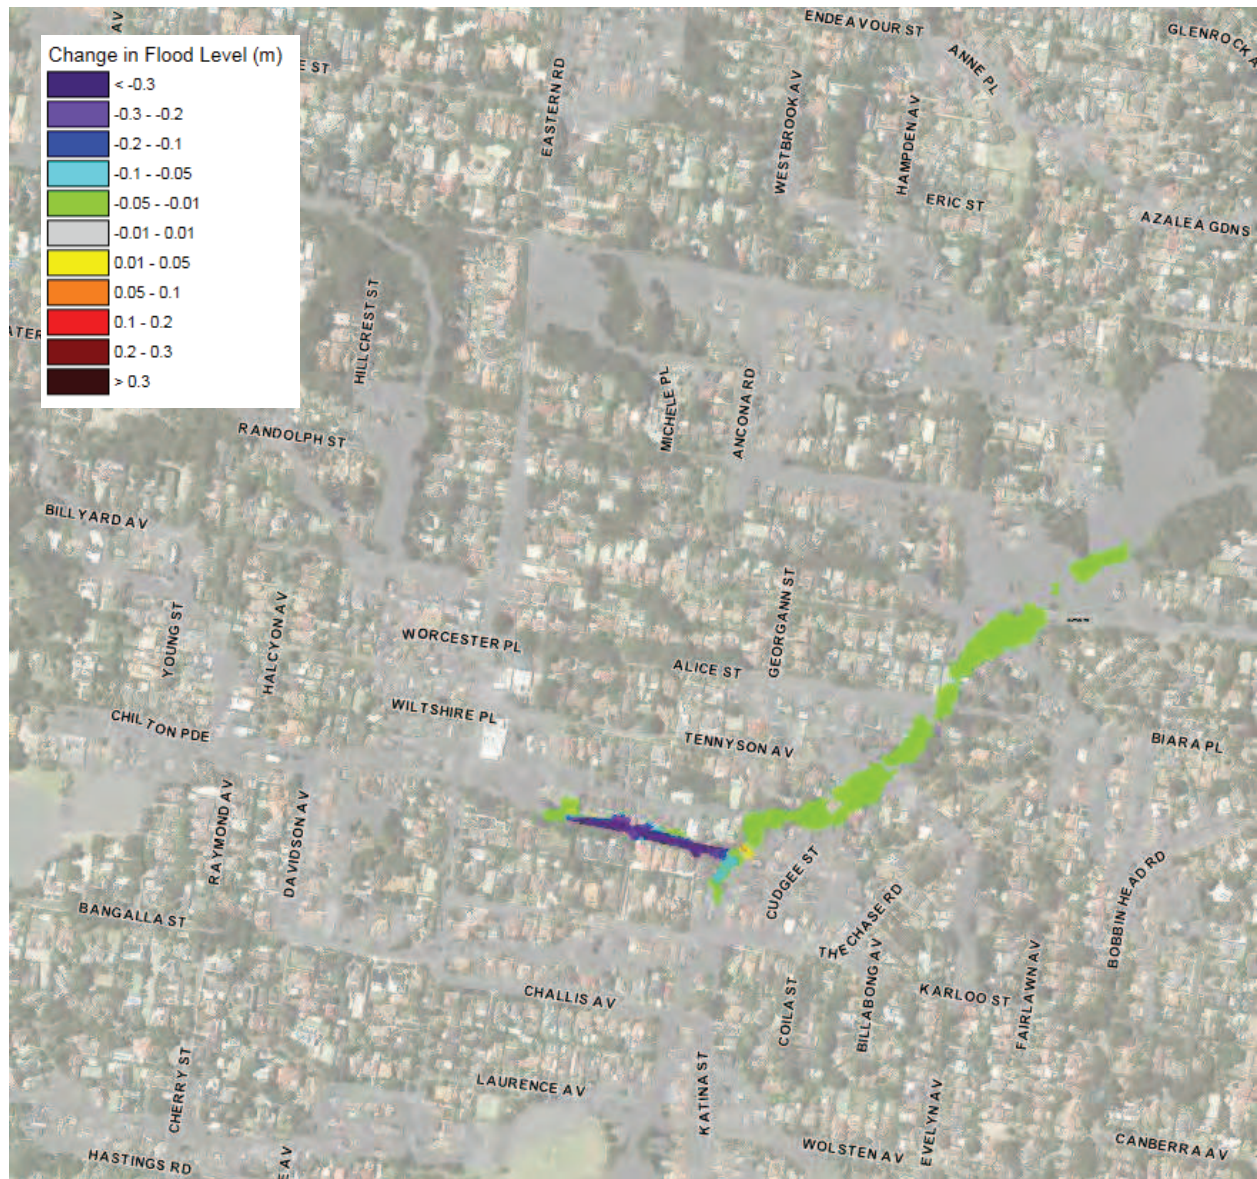 Change in Flood Level (m)
< -0.3
-0.3 - -0.2
-0.2 - -0.1
-0.1 - -0.05
-0.05 - -0.01
-0.01 - 0.01
0.01 - 0.05
0.05 - 0.1
0.1 - 0.2
0.2 - 0.3
> 0.3
AV
E ST
EASTERN RD
ENDEAVOUR ST
ANNE PL
GLENROCK A
WESTBROOK AV
HAMPDEN AV
ERIC ST
AZALEA GDNS
ATER
HILLCREST ST
MICHELE PL
ANCONA RD
RANDOLPH ST
BILLYARD AV
YOUNG ST
HALCYON AV
WORCESTER PL
ALICE ST
GEORGANN ST
WILTSHIRE PL
CHILTON PDE
TENNYSON AV
BIARA PL
RAYMOND AV
DAVIDSON AV
CUDGEE ST
THE CHASE RD
BOBBIN HEAD RD
BANGALLA ST
CHALLIS AV
COILA ST
BILLABONG AV
KARLOO ST
FAIRLAWN AV
CHERRY ST
LAURENCE AV
KATINA ST
EVELYN AV
WOLSTEN AV
CANBERRA AV
HASTINGS RD
E AV